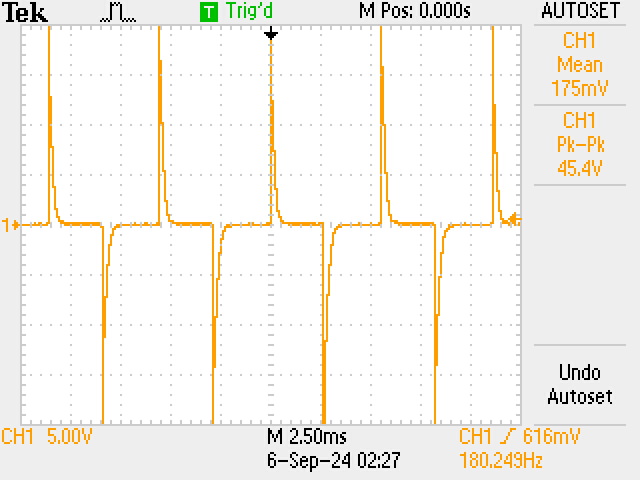 Tek T Trig'd M Pos: 0.000s AUTOSET
CH1
Mean
175mV
CH1
Pk-Pk
45.4V
1
Undo
Autoset
CH1 5.00V M 2.50ms CH1 616mV
6-Sep-24 02:27 180.249Hz